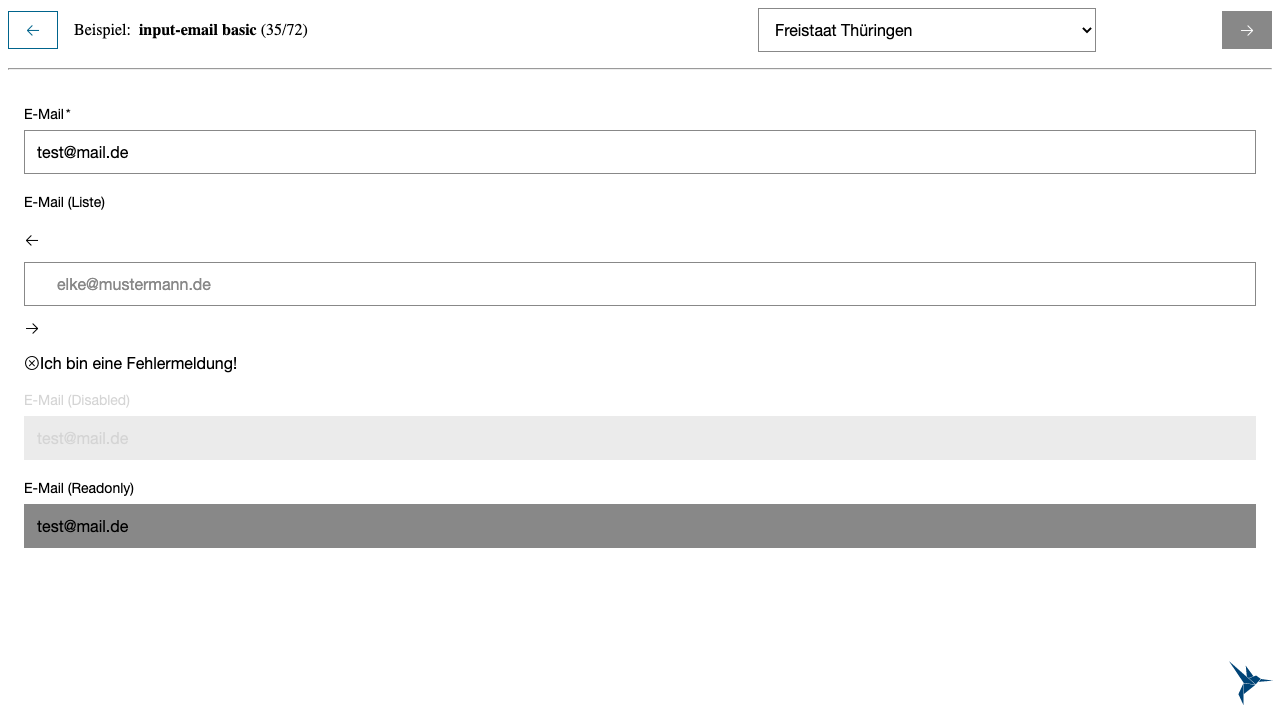 Beispiel: input-email basic (35/72)
Freistaat Thüringen
E-Mail*
test@mail.de
E-Mail (Liste)
elke@mustermann.de
Ich bin eine Fehlermeldung!
E-Mail (Disabled)
test@mail.de
E-Mail (Readonly)
test@mail.de